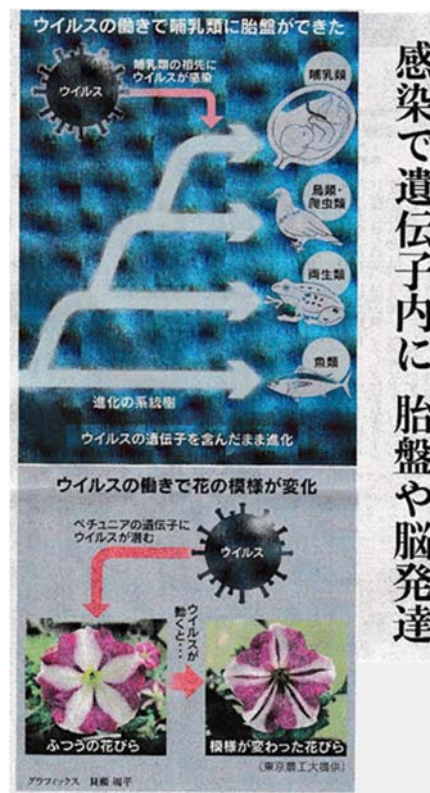 感染で遺伝子内に 胎盤や脳発達
ウイルスの働きで哺乳類に胎盤ができた
ウイルス
哺乳類の祖先に
ウイルスが感染
哺乳類
鳥類・
爬虫類
両生類
魚類
進化の系統樹
ウイルスの遺伝子を含んだまま進化
ウイルスの働きで花の模様が変化
ペチュニアの遺伝子に
ウイルスが潜む
ウイルス
ウイルスが
動くと・・・
ふつうの花びら
模様が変わった花びら
(東京農工大提供)
グラフィックス